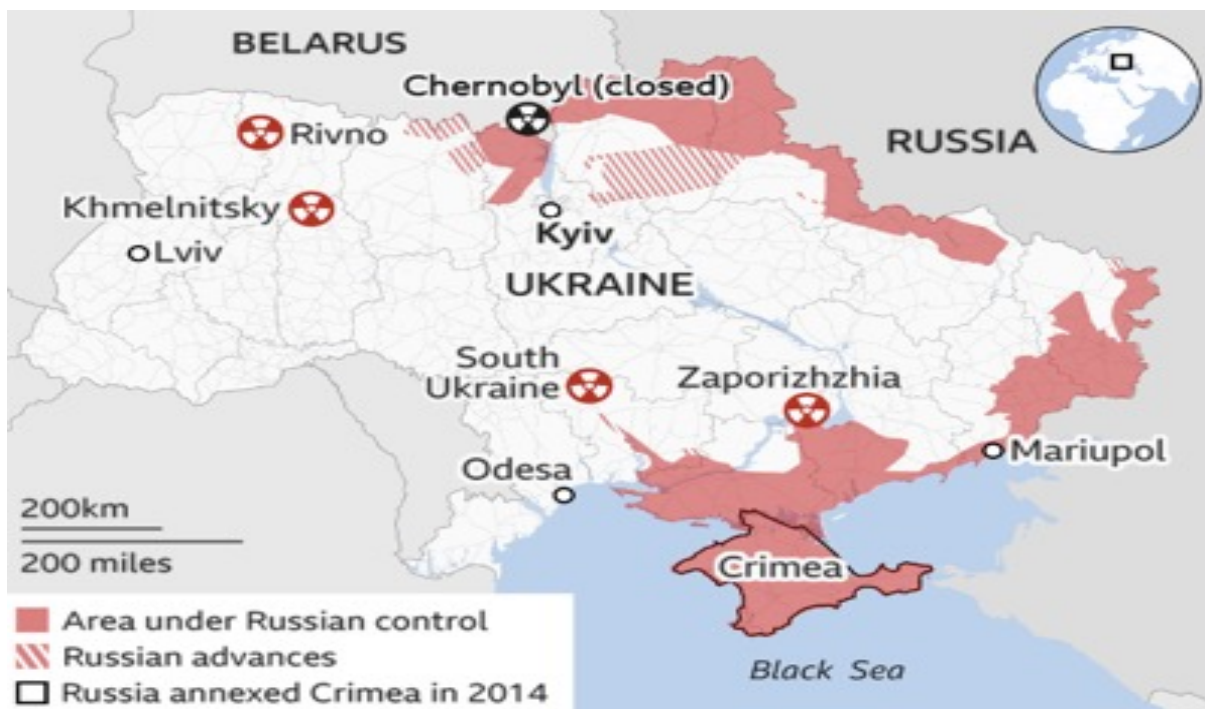 BELARUS
Chernobyl (closed)
RUSSIA
Rivno
Khmelnitsky
Lviv
Kyiv
UKRAINE
South
Ukraine
Zaporizhzhia
Mariupol
Odesa
200km
200 miles
Crimea
Area under Russian control
Russian advances
Russia annexed Crimea in 2014
Black Sea